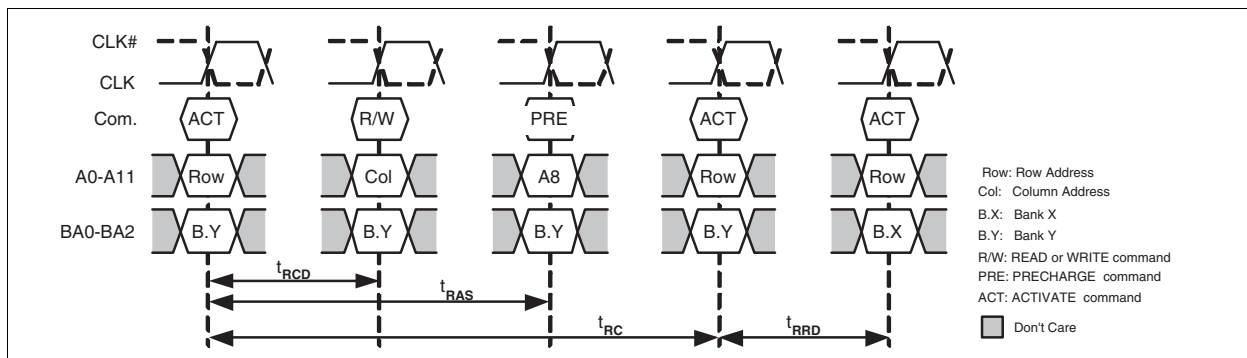 CLK#
CLK
Com. ACT R/W PRE ACT ACT
A0-A11 Row Col A8 Row Row
BA0-BA2 B.Y B.Y B.Y B.Y B.X
tRCD
tRAS
tRC tRRD
Row: Row Address
Col: Column Address
B.X: Bank X
B.Y: Bank Y
R/W: READ or WRITE command
PRE: PRECHARGE command
ACT: ACTIVATE command
Don't Care